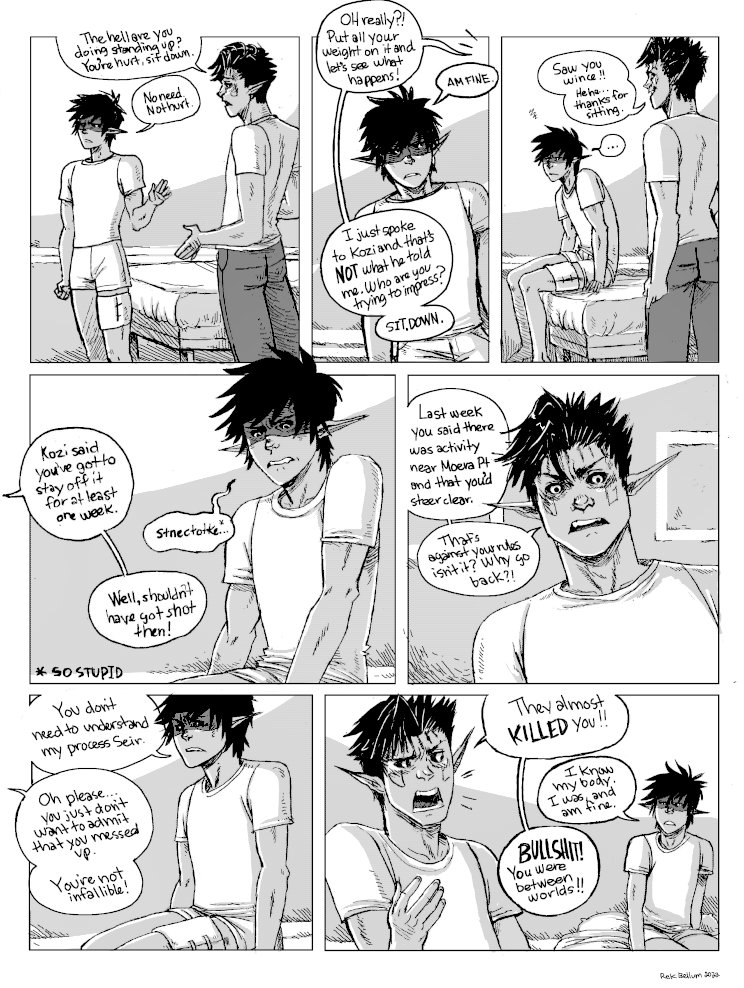 The hell are you
doing standing up?
You're hurt, sit down.
No need.
Not hurt.
OH really?!
Put all your
weight on it and
let's see what
happens!
AM FINE.
I just spoke
to Kozi and that's
NOT what he told
me. Who are you
trying to impress?
SIT. DOWN.
Saw you
wince!!
Hehe...
thanks for
sitting.
...
Kozi said
you've got to
stay off it
for at least
one week.
Well, shouldn't
have got shot
then!
* SO STUPID
Last week
you said there
was activity
near Moera Pt
and that you'd
steer clear.
That's
against your rules
isn't it? Why go
back?!
You don't
need to understand
my process Seir.
Oh please...
you just don't
want to admit
that you messed
up.
You're not
infallible!
They almost
KILLED you!!
I know
my body.
I was, and
am fine.
BULLSHIT!
You were
between
worlds!!
Rek Bellum 2022